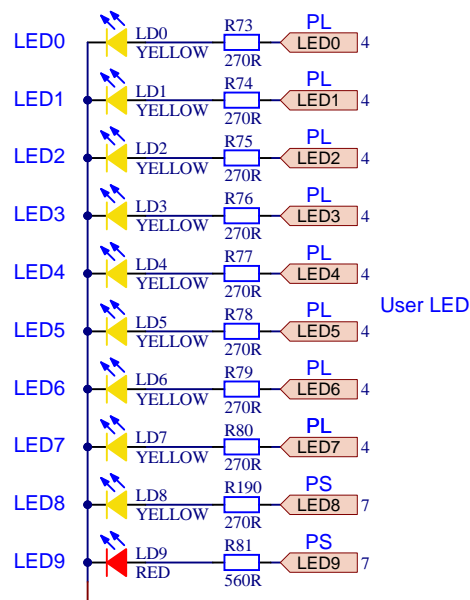 PL
LED0 LD0 R73 LED0 4
YELLOW 270R
PL
LED1 LD1 R74 LED1 4
YELLOW 270R
PL
LED2 LD2 R75 LED2 4
YELLOW 270R
PL
LED3 LD3 R76 LED3 4
YELLOW 270R
PL
LED4 LD4 R77 LED4 4
YELLOW 270R
User LED
PL
LED5 LD5 R78 LED5 4
YELLOW 270R
PL
LED6 LD6 R79 LED6 4
YELLOW 270R
PL
LED7 LD7 R80 LED7 4
YELLOW 270R
PS
LED8 LD8 R190 LED8 7
YELLOW 270R
PS
LED9 LD9 R81 LED9 7
RED 560R